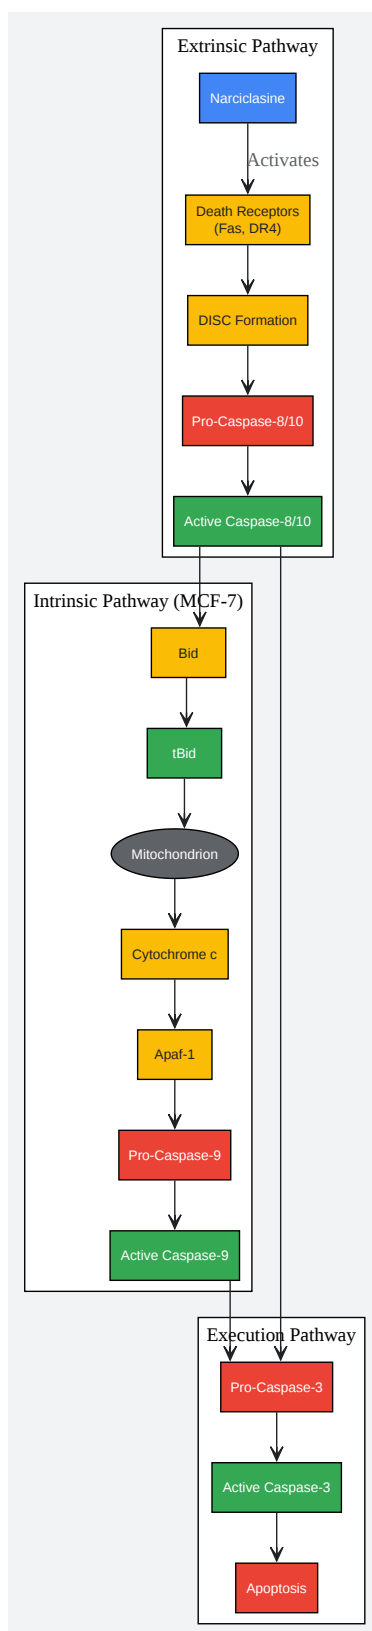 Extrinsic Pathway
Narciclasine
Activates
Death Receptors
(Fas, DR4)
DISC Formation
Pro-Caspase-8/10
Active Caspase-8/10
Intrinsic Pathway (MCF-7)
Bid
tBid
Mitochondrion
Cytochrome c
Apaf-1
Pro-Caspase-9
Active Caspase-9
Execution Pathway
Pro-Caspase-3
Active Caspase-3
Apoptosis